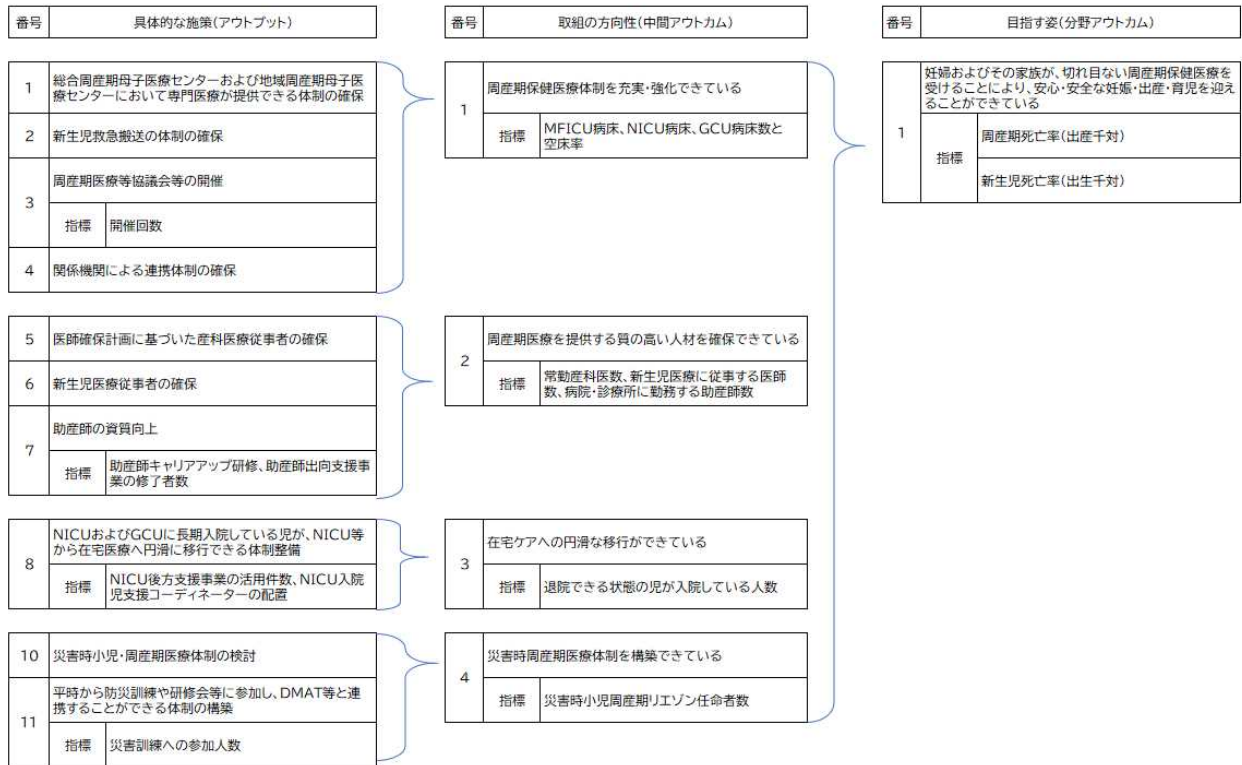 番号 具体的な施策(アウトプット)
1 総合周産期母子医療センターおよび地域周産期母子医
療センターにおいて専門医療が提供できる体制の確保
2 新生児救急搬送の体制の確保
3 周産期医療等協議会等の開催
指標 開催回数
4 関係機関による連携体制の確保
5 医師確保計画に基づいた産科医療従事者の確保
6 新生児医療従事者の確保
7 助産師の資質向上
指標 助産師キャリアアップ研修、助産師出向支援事
業の修了者数
8 NICUおよびGCUに長期入院している児が、NICU等
から在宅医療へ円滑に移行できる体制整備
指標 NICU後方支援事業の活用件数、NICU入院
児支援コーディネーターの配置
10 災害時小児・周産期医療体制の検討
11 平時から防災訓練や研修会等に参加し、DMAT等と連
携することができる体制の構築
指標 災害訓練への参加人数
番号 取組の方向性(中間アウトカム)
1 周産期保健医療体制を充実・強化できている
指標 MFICU病床、NICU病床、GCU病床数と
空床率
2 周産期医療を提供する質の高い人材を確保できている
指標 常勤産科医数、新生児医療に従事する医師
数、病院・診療所に勤務する助産師数
3 在宅ケアへの円滑な移行ができている
指標 退院できる状態の児が入院している人数
4 災害時周産期医療体制を構築できている
指標 災害時小児周産期リエゾン任命者数
番号 目指す姿(分野アウトカム)
1 妊婦およびその家族が、切れ目ない周産期保健医療を
受けることにより、安心・安全な妊娠・出産・育児を迎え
ることができている
指標 周産期死亡率(出産千対)
新生児死亡率(出生千対)